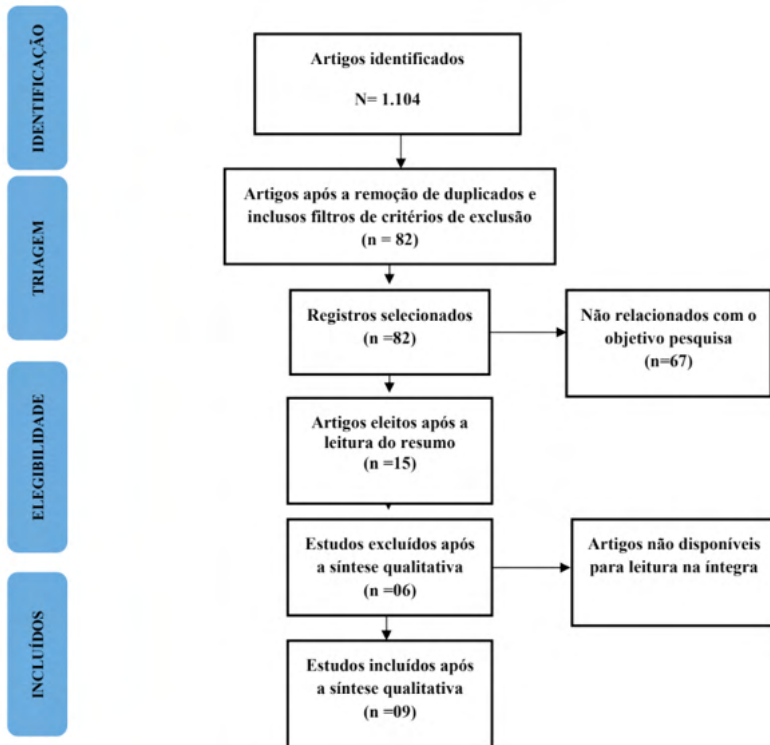 IDENTIFICAÇÃO
Artigos identificados
N= 1.104
TRIAGEM
Artigos após a remoção de duplicados e
inclusos filtros de critérios de exclusão
(n = 82)
Registros selecionados
(n =82)
Não relacionados com o
objetivo pesquisa
(n=67)
ELEGIBILIDADE
Artigos eleitos após a
leitura do resumo
(n =15)
Estudos excluídos após
a síntese qualitativa
(n =06)
Artigos não disponíveis
para leitura na íntegra
INCLUÍDOS
Estudos incluídos após
a síntese qualitativa
(n =09)